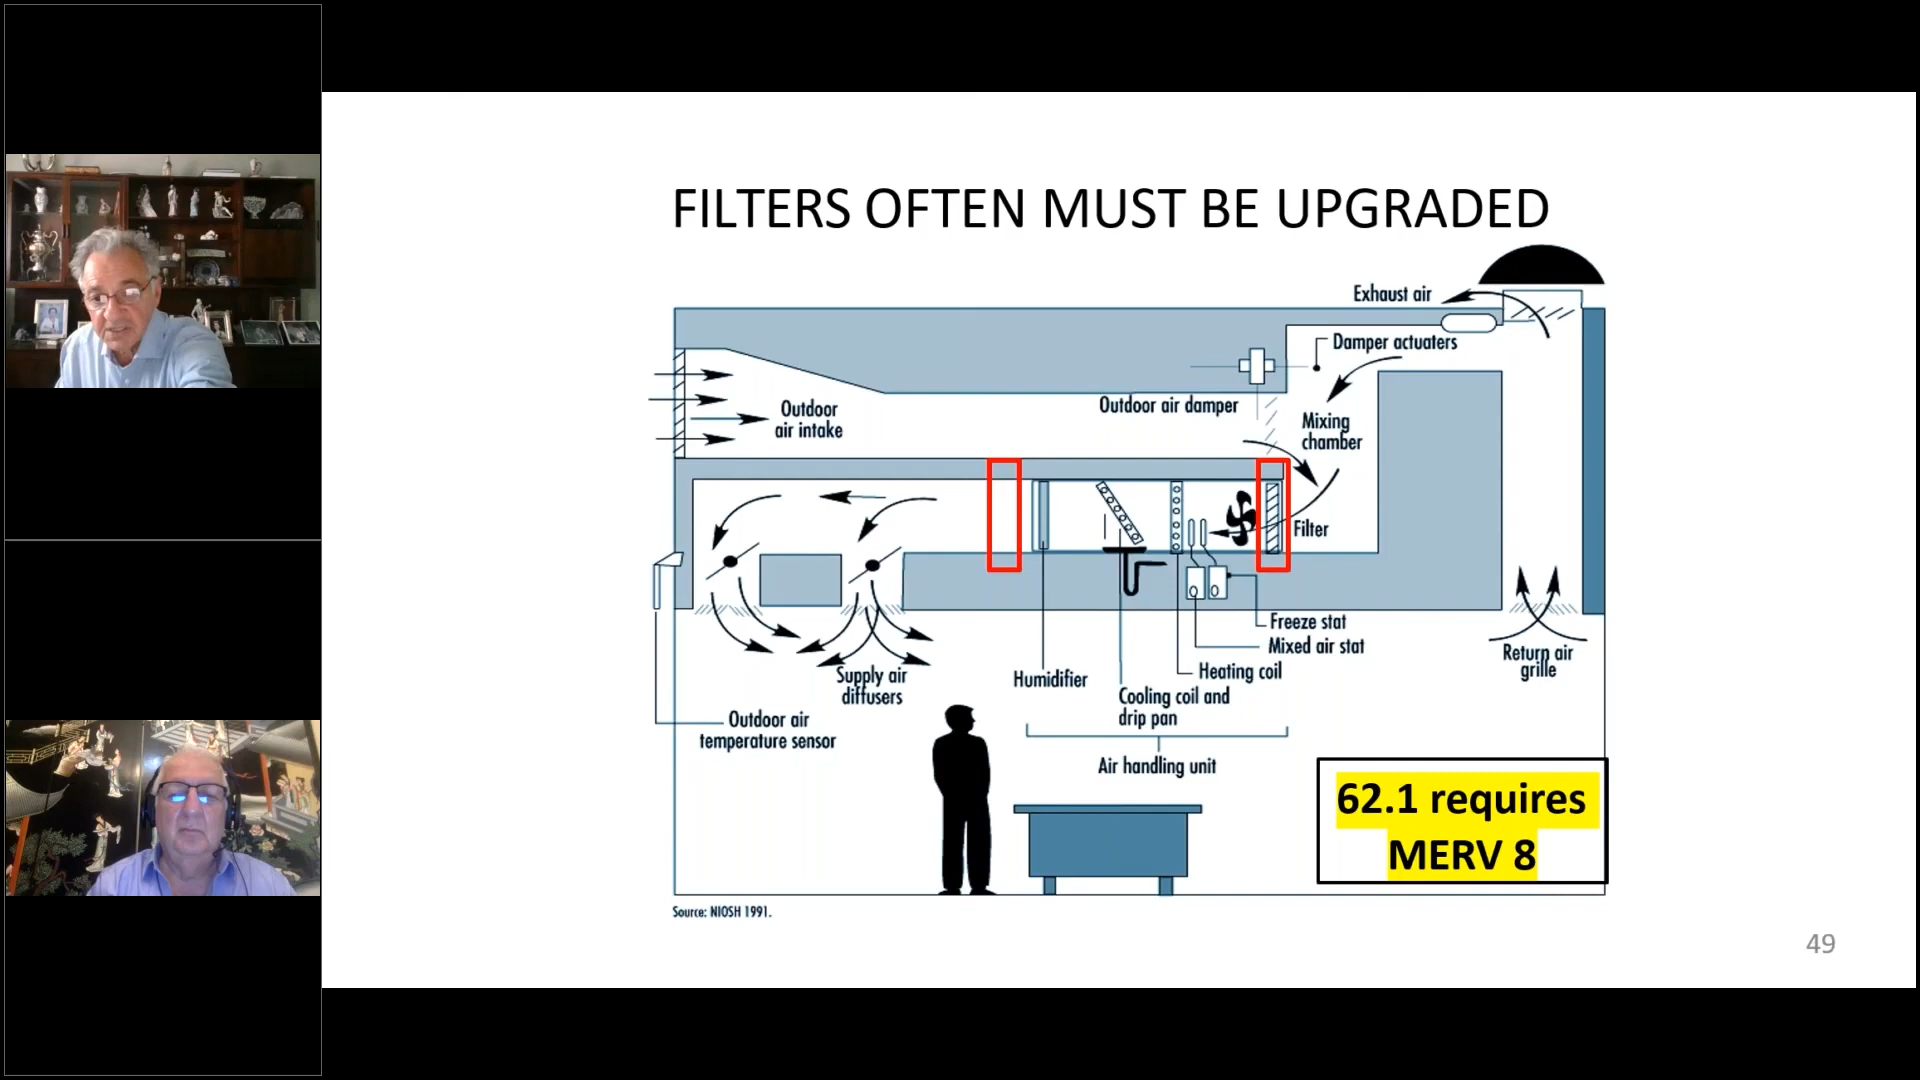 FILTERS OFTEN MUST BE UPGRADED
Exhaust air
Damper actuaters
Outdoor
air intake
Outdoor air damper
Mixing
chamber
Filter
Freeze stat
Mixed air stat
Heating coil
Humidifier
Cooling coil and
drip pan
Supply air
diffusers
Return air
grille
Outdoor air
temperature sensor
Air handling unit
62.1 requires
MERV 8
Source: NIOSH 1991.
49